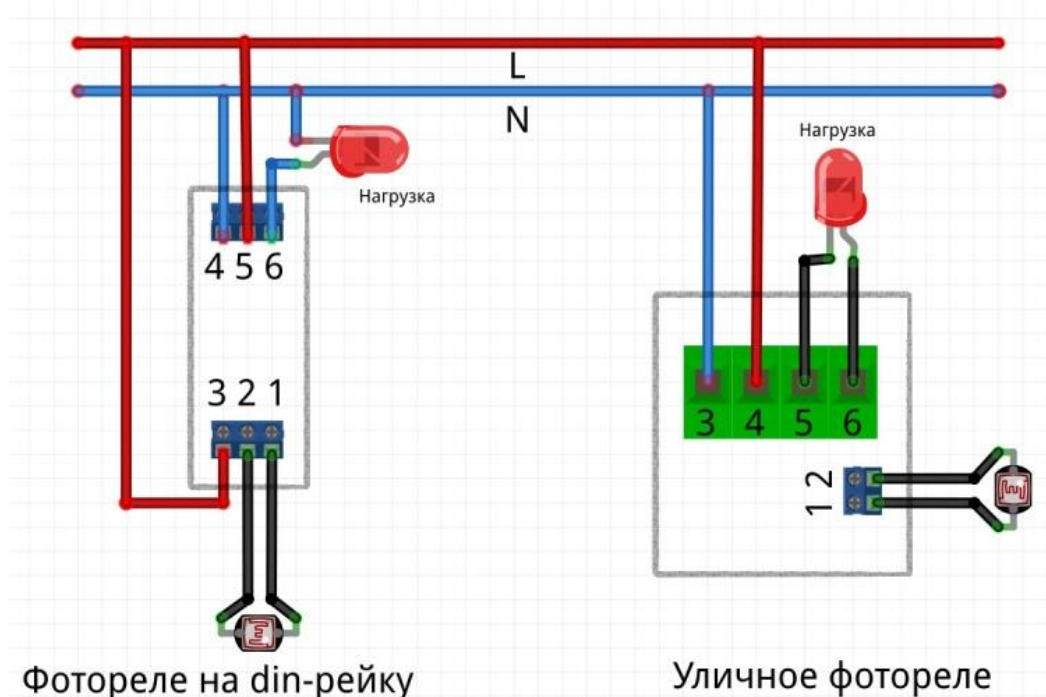 L
N
Нагрузка
Нагрузка
4 5 6
3 2 1
3 4 5 6
1 2
Фотореле на din-рейку
Уличное фотореле